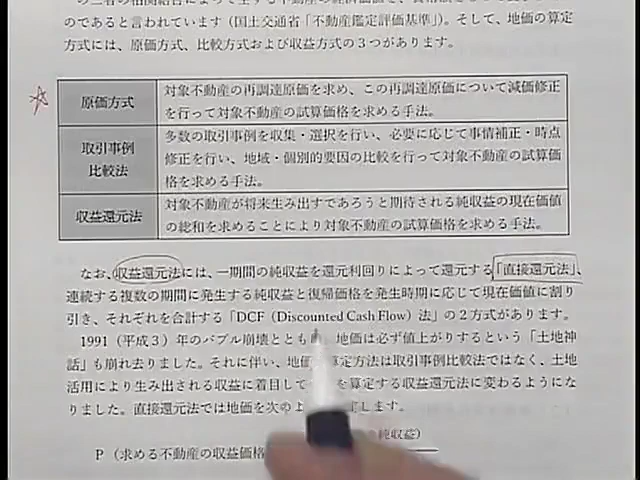 のであると言われています（国土交通省「不動産鑑定評価基準」）。そして、地価の算定
方式には、原価方式、比較方式および収益方式の３つがあります。
原価方式
対象不動産の再調達原価を求め、この再調達原価について減価修正
を行って対象不動産の試算価格を求める手法。
取引事例
比較法
多数の取引事例を収集・選択を行い、必要に応じて事情補正・時点
修正を行い、地域・個別的要因の比較を行って対象不動産の試算価
格を求める手法。
収益還元法
対象不動産が将来生み出すであろうと期待される純収益の現在価値
の総和を求めることにより対象不動産の試算価格を求める手法。
なお、収益還元法には、一期間の純収益を還元利回りによって還元する「直接還元法」、
連続する複数の期間に発生する純収益と復帰価格を発生時期に応じて現在価値に割り
引き、それぞれを合計する「DCF（Discounted Cash Flow）法」の２方式があります。
1991（平成３）年のバブル崩壊ととも 地価は必ず値上がりするという「土地神
話」も崩れ去りました。それに伴い、地価 算定方法は取引事例比較法ではなく、土地
活用により生み出される収益に着目して を算定する収益還元法に変わるようにな
りました。直接還元法では地価を次のよ します。
純収益）
P（求める不動産の収益価格